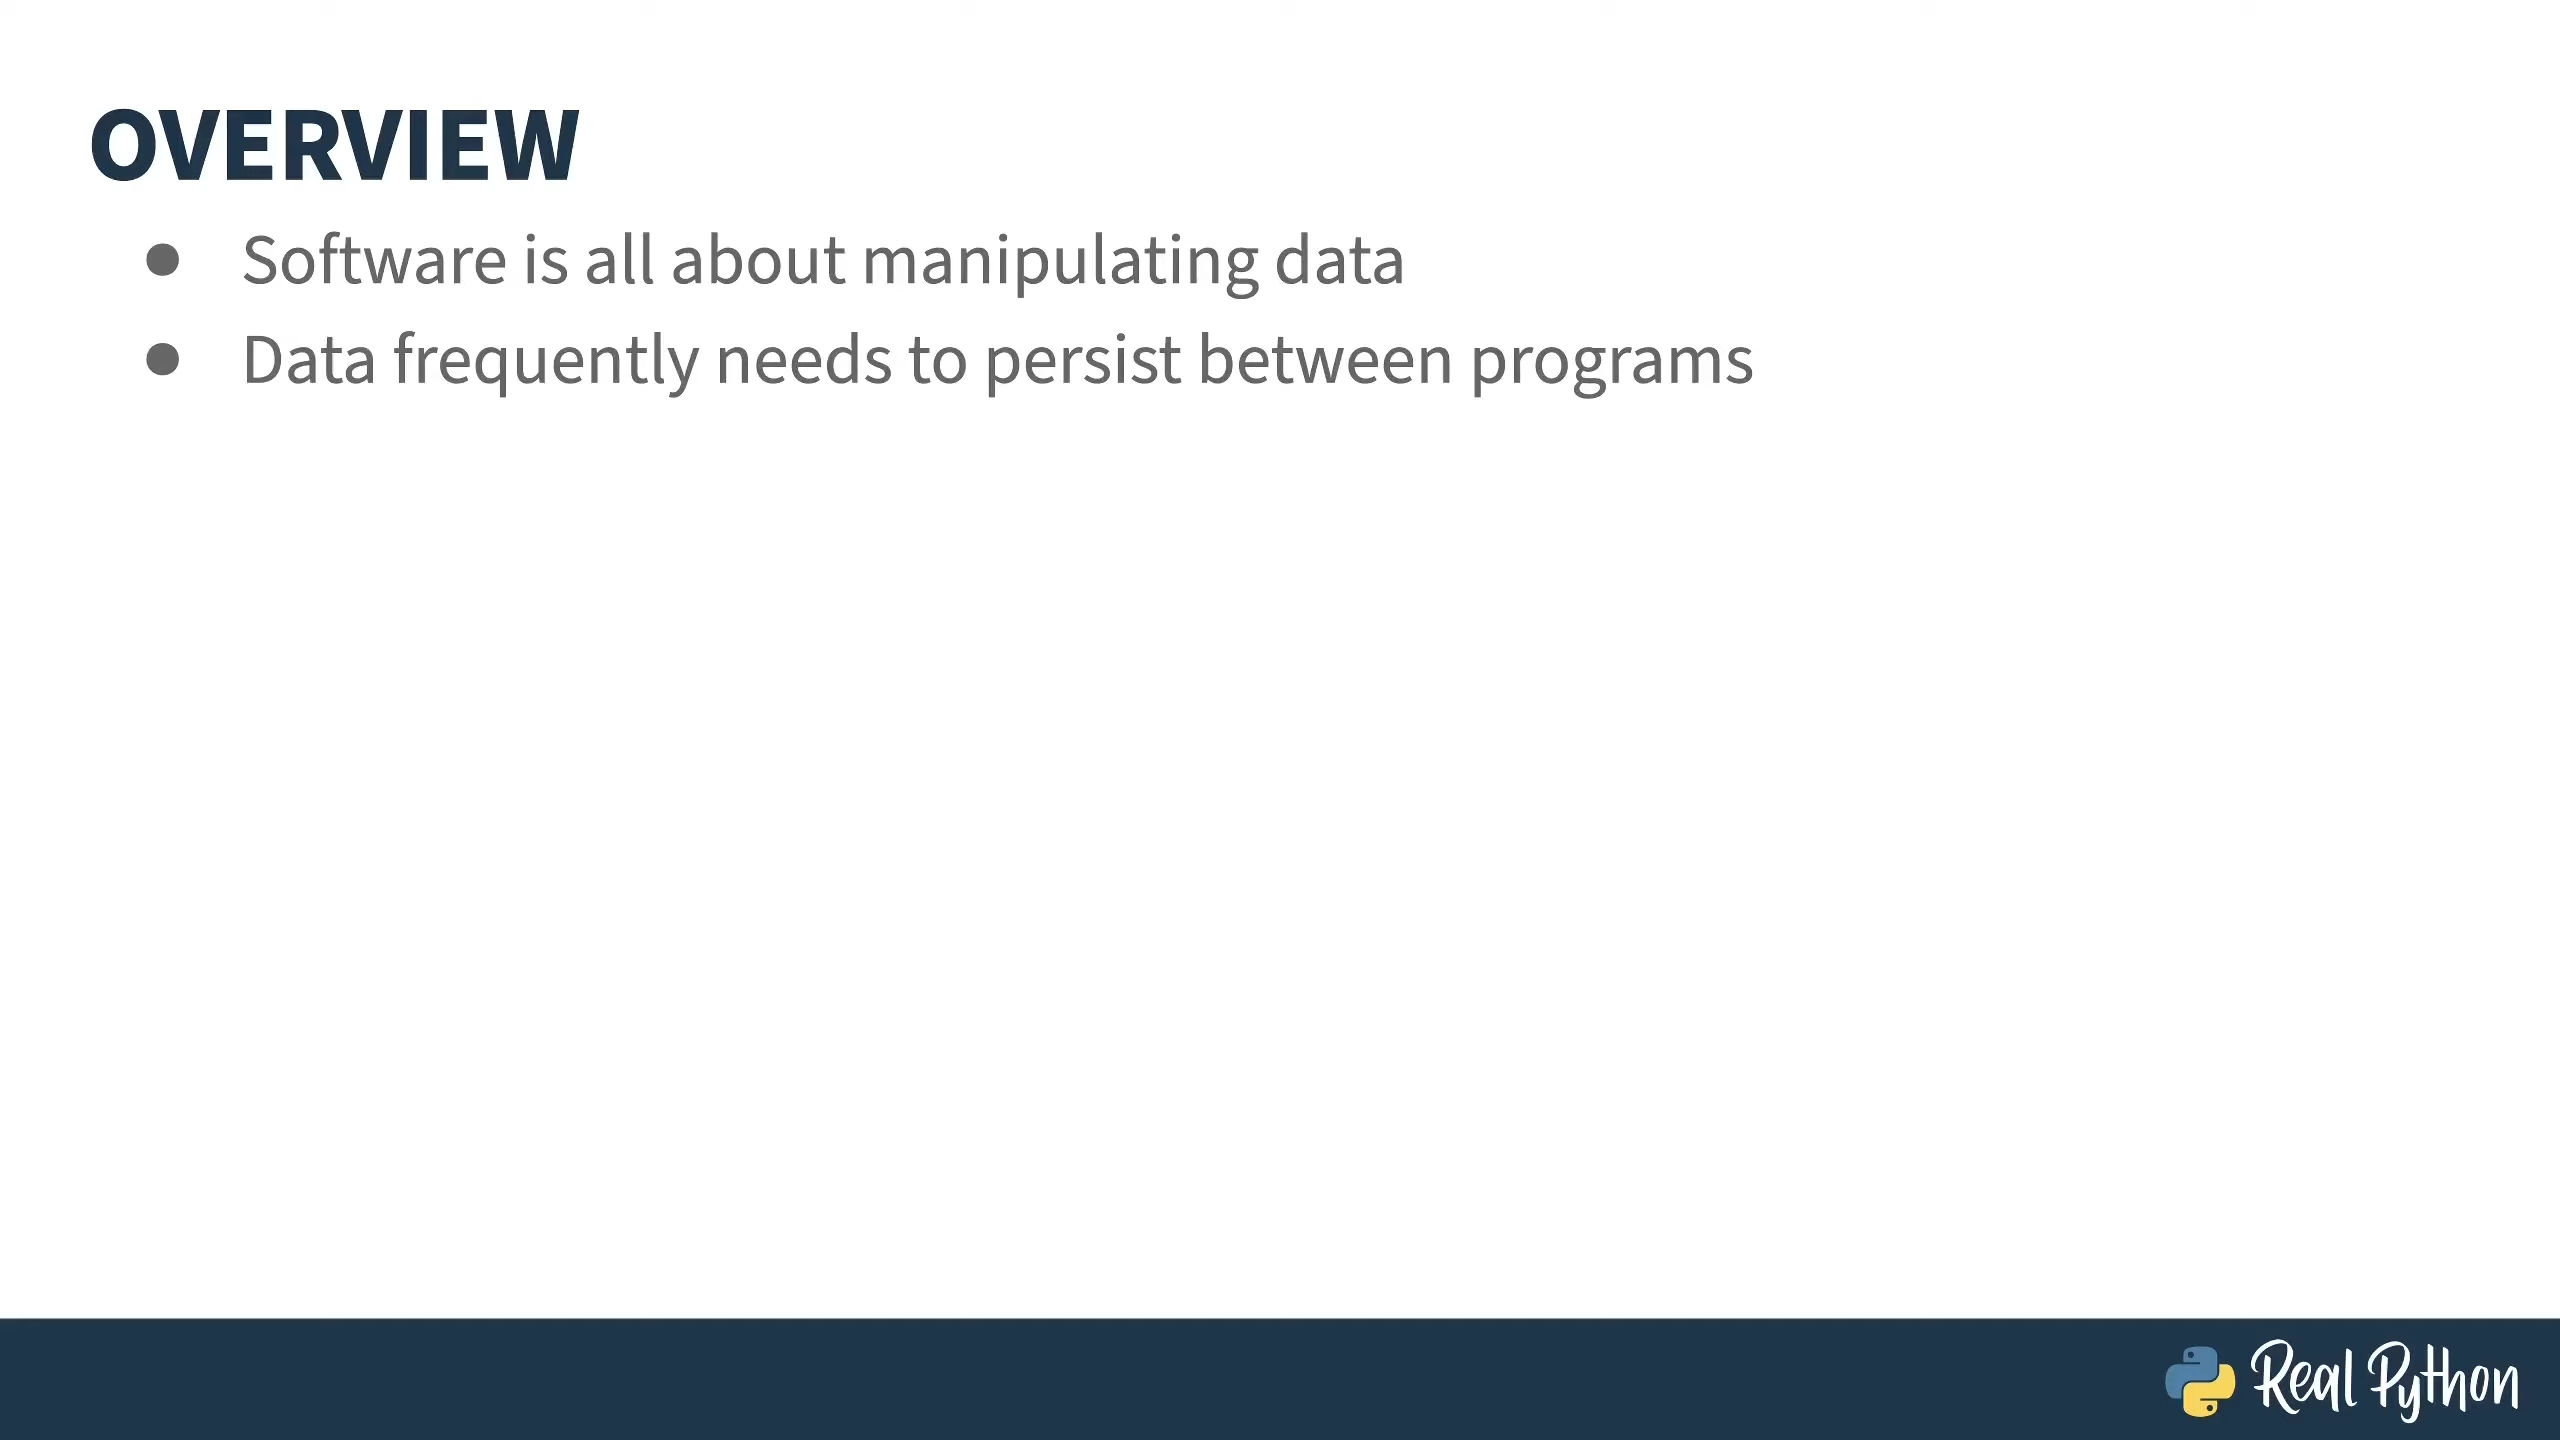 OVERVIEW
● Software is all about manipulating data
● Data frequently needs to persist between programs
Real Python